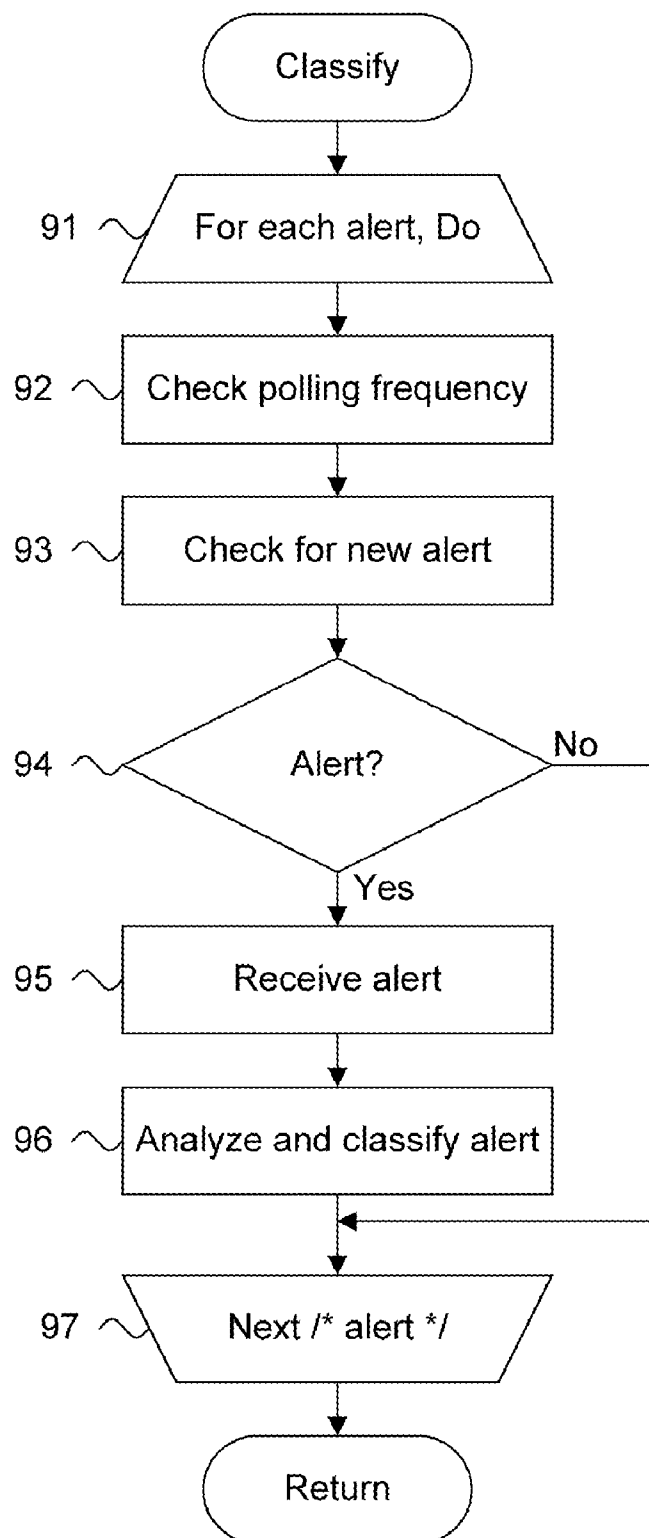 Classify
91 For each alert, Do
92 Check polling frequency
93 Check for new alert
94 Alert? No
Yes
95 Receive alert
96 Analyze and classify alert
97 Next /* alert */
Return